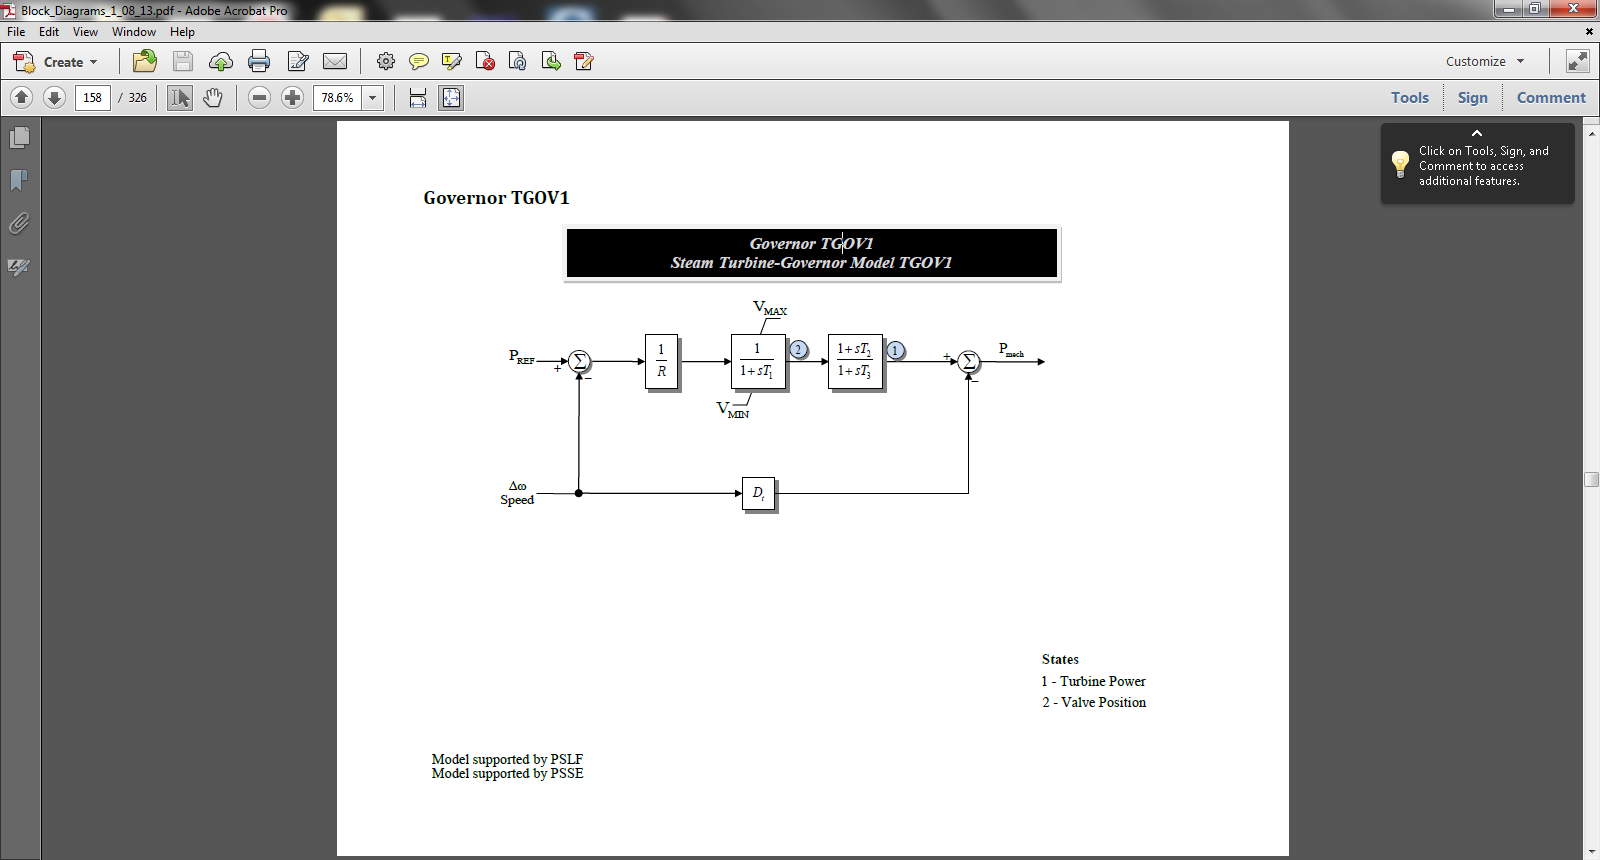 Block_Diagrams_1_08_13.pdf - Adobe Acrobat Pro
File Edit View Window Help
Create
Customize
158 / 326
78.6%
Tools Sign Comment
Click on Tools, Sign, and
Comment to access
additional features.
Governor TGOV1
Governor TGOV1
Steam Turbine-Governor Model TGOV1
VMAX
PREF
+
Σ
−
1
R
1
1+sT1
2
1+sT2
1+sT3
1
+
Σ
−
Pmech
VMIN
Δω
Speed
Dt
States
1 - Turbine Power
2 - Valve Position
Model supported by PSLF
Model supported by PSSE